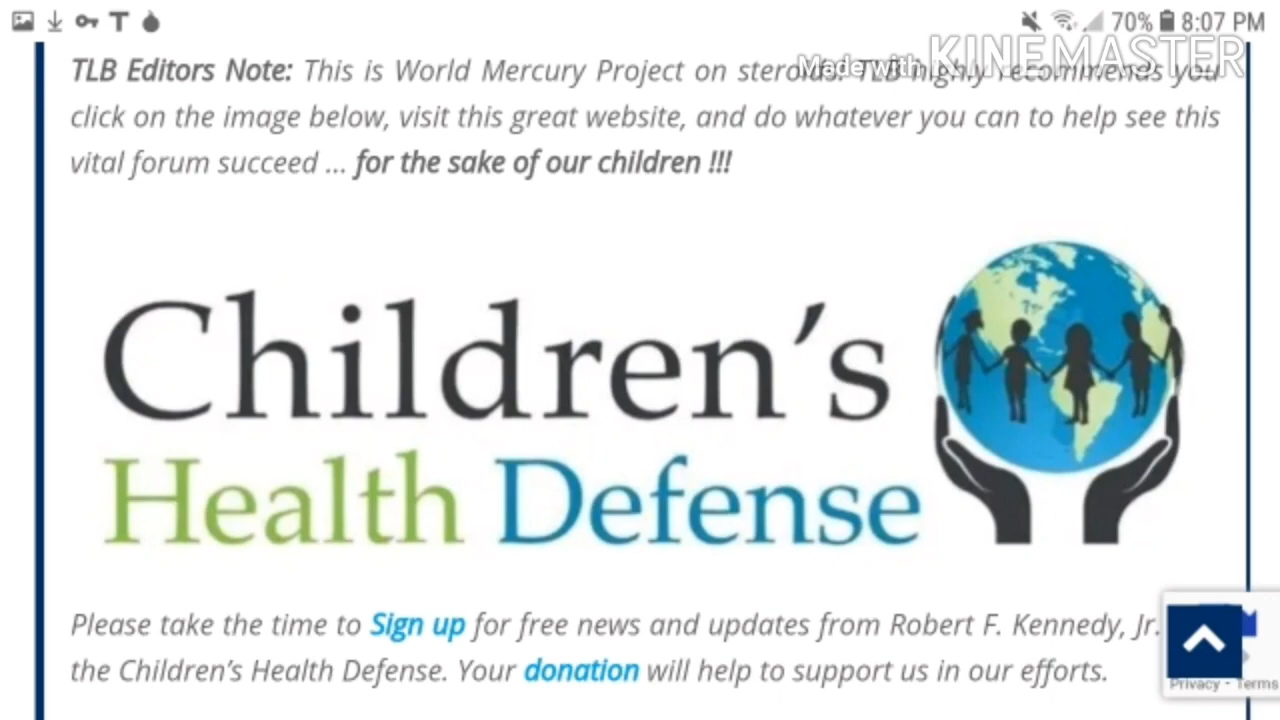 70% 8:07 PM
Made with KINEMASTER
TLB Editors Note: This is World Mercury Project on steroids! TLB highly recommends you
click on the image below, visit this great website, and do whatever you can to help see this
vital forum succeed ... for the sake of our children !!!
Children's
Health Defense
Please take the time to Sign up for free news and updates from Robert F. Kennedy, Jr.
the Children's Health Defense. Your donation will help to support us in our efforts.
Privacy - Terms